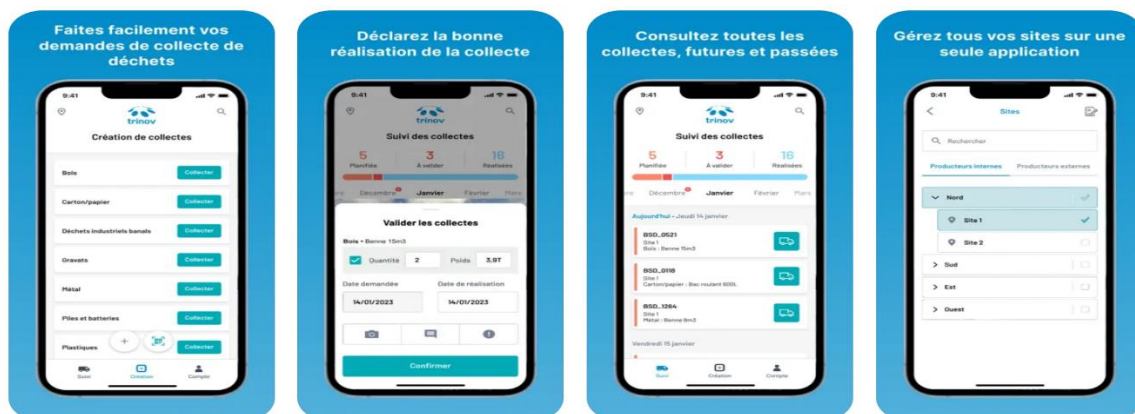 Faites facilement vos
demandes de collecte de
déchets
9:41
trinov
Création de collectes
Bois
Collecter
Carton/papier
Collecter
Déchets industriels banals
Collecter
Gravats
Collecter
Métal
Collecter
Piles et batteries
Collecter
Plastiques
+
Collecter
Suivi
Création
Compte
Déclarez la bonne
réalisation de la collecte
9:41
trinov
Suivi des collectes
5
3
16
Planifiée
À valider
Réalisées
Décembre
Janvier
Février
Mars
Valider les collectes
Bois • Benne 15m3
Quantité
2
Poids
3,9T
Date demandée
Date de réalisation
14/01/2023
14/01/2023
Confirmer
Consultez toutes les
collectes, futures et passées
9:41
trinov
Suivi des collectes
5
3
16
Planifiée
À valider
Réalisées
Décembre
Janvier
Février
Mars
Aujourd'hui • Jeudi 14 janvier
BSD_0521
Site 1
Bois : Benne 15m3
BSD_0118
Site 1
Carton/papier : Bac roulant 600L
BSD_1264
Site 1
Métal : Benne 8m3
Vendredi 15 janvier
Suivi
Création
Compte
Gérez tous vos sites sur une
seule application
9:41
Sites
Rechercher
Producteurs internes
Producteurs externes
Nord
Site 1
Site 2
Sud
Est
Ouest